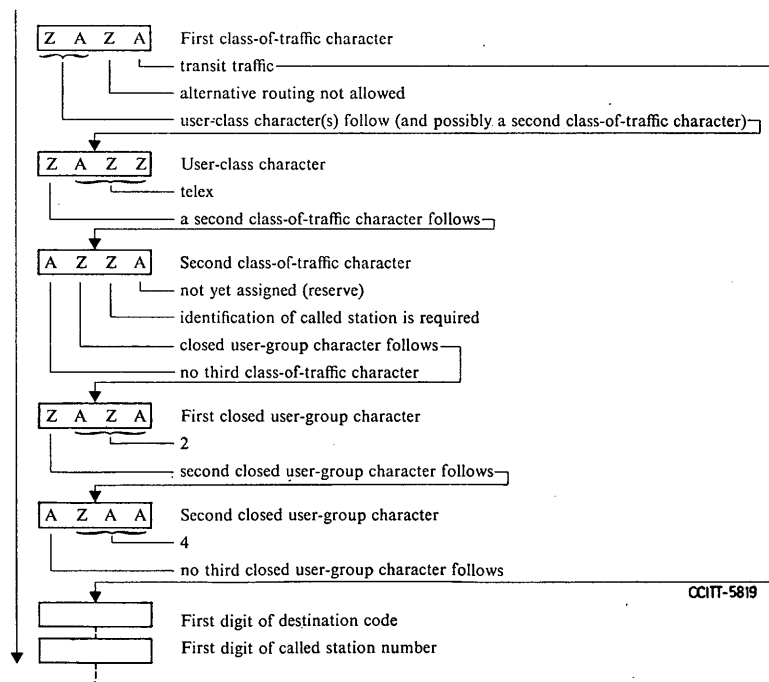 Z A Z A First class-of-traffic character
transit traffic
alternative routing not allowed
user-class character(s) follow (and possibly a second class-of-traffic character)
Z A Z Z User-class character
telex
a second class-of-traffic character follows
A Z Z A Second class-of-traffic character
not yet assigned (reserve)
identification of called station is required
closed user-group character follows
no third class-of-traffic character
Z A Z A First closed user-group character
2
second closed user-group character follows
A Z A A Second closed user-group character
4
no third closed user-group character follows
CCITT-5819
First digit of destination code
First digit of called station number